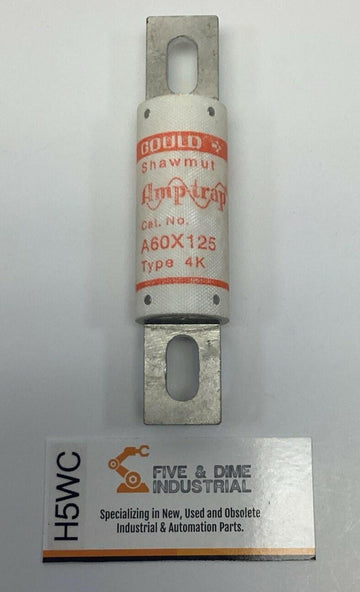 GOULD
Shawmut
Amp-trap
Cat. No.
A60X125
Type 4K
H5WC
FIVE & DIME
INDUSTRIAL
Specializing in New, Used and Obsolete
Industrial & Automation Parts.